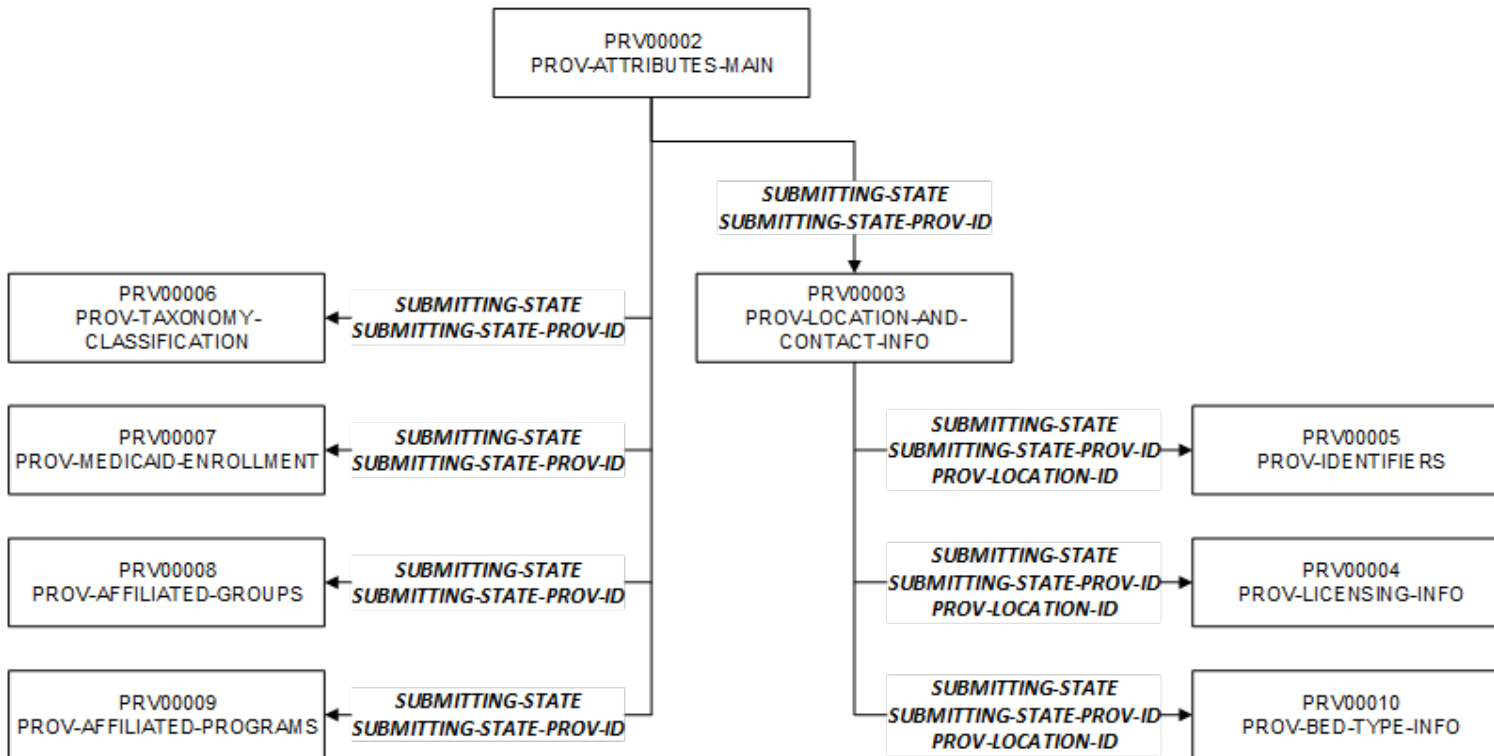 PRV00002
PROV-ATTRIBUTES-MAIN
SUBMITTING-STATE
SUBMITTING-STATE-PROV-ID
PRV00006
PROV-TAXONOMY-
CLASSIFICATION
SUBMITTING-STATE
SUBMITTING-STATE-PROV-ID
PRV00003
PROV-LOCATION-AND-
CONTACT-INFO
PRV00007
PROV-MEDICAID-ENROLLMENT
SUBMITTING-STATE
SUBMITTING-STATE-PROV-ID
SUBMITTING-STATE
SUBMITTING-STATE-PROV-ID
PROV-LOCATION-ID
PRV00005
PROV-IDENTIFIERS
PRV00008
PROV-AFFILIATED-GROUPS
SUBMITTING-STATE
SUBMITTING-STATE-PROV-ID
SUBMITTING-STATE
SUBMITTING-STATE-PROV-ID
PROV-LOCATION-ID
PRV00004
PROV-LICENSING-INFO
PRV00009
PROV-AFFILIATED-PROGRAMS
SUBMITTING-STATE
SUBMITTING-STATE-PROV-ID
SUBMITTING-STATE
SUBMITTING-STATE-PROV-ID
PROV-LOCATION-ID
PRV00010
PROV-BED-TYPE-INFO